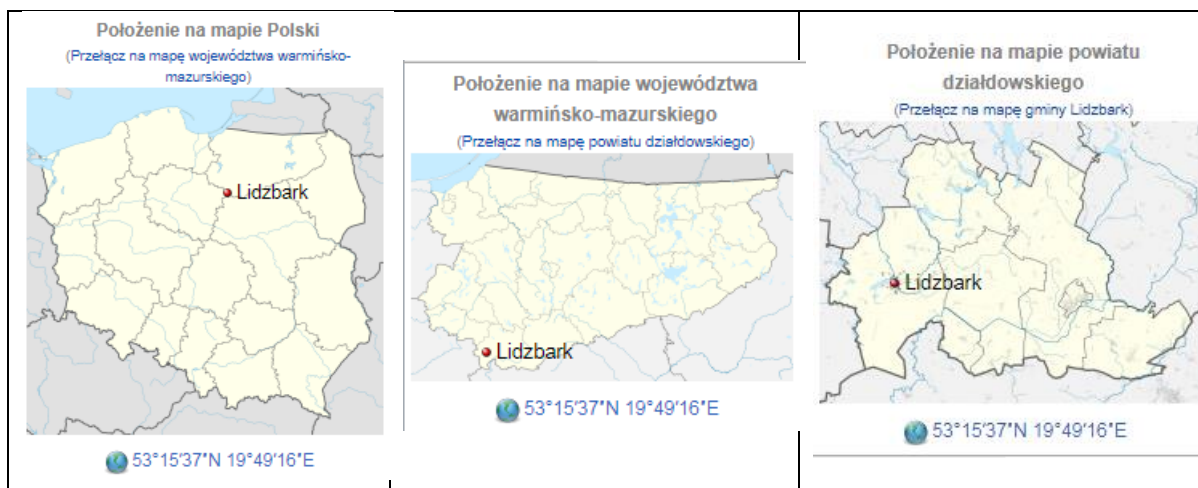 Położenie na mapie Polski
(Przełącz na mapę województwa warmińsko-
mazurskiego)
Lidzbark
53°15′37″N 19°49′16″E
Położenie na mapie województwa
warmińsko-mazurskiego
(Przełącz na mapę powiatu działdowskiego)
Lidzbark
53°15′37″N 19°49′16″E
Położenie na mapie powiatu
działdowskiego
(Przełącz na mapę gminy Lidzbark)
Lidzbark
53°15′37″N 19°49′16″E